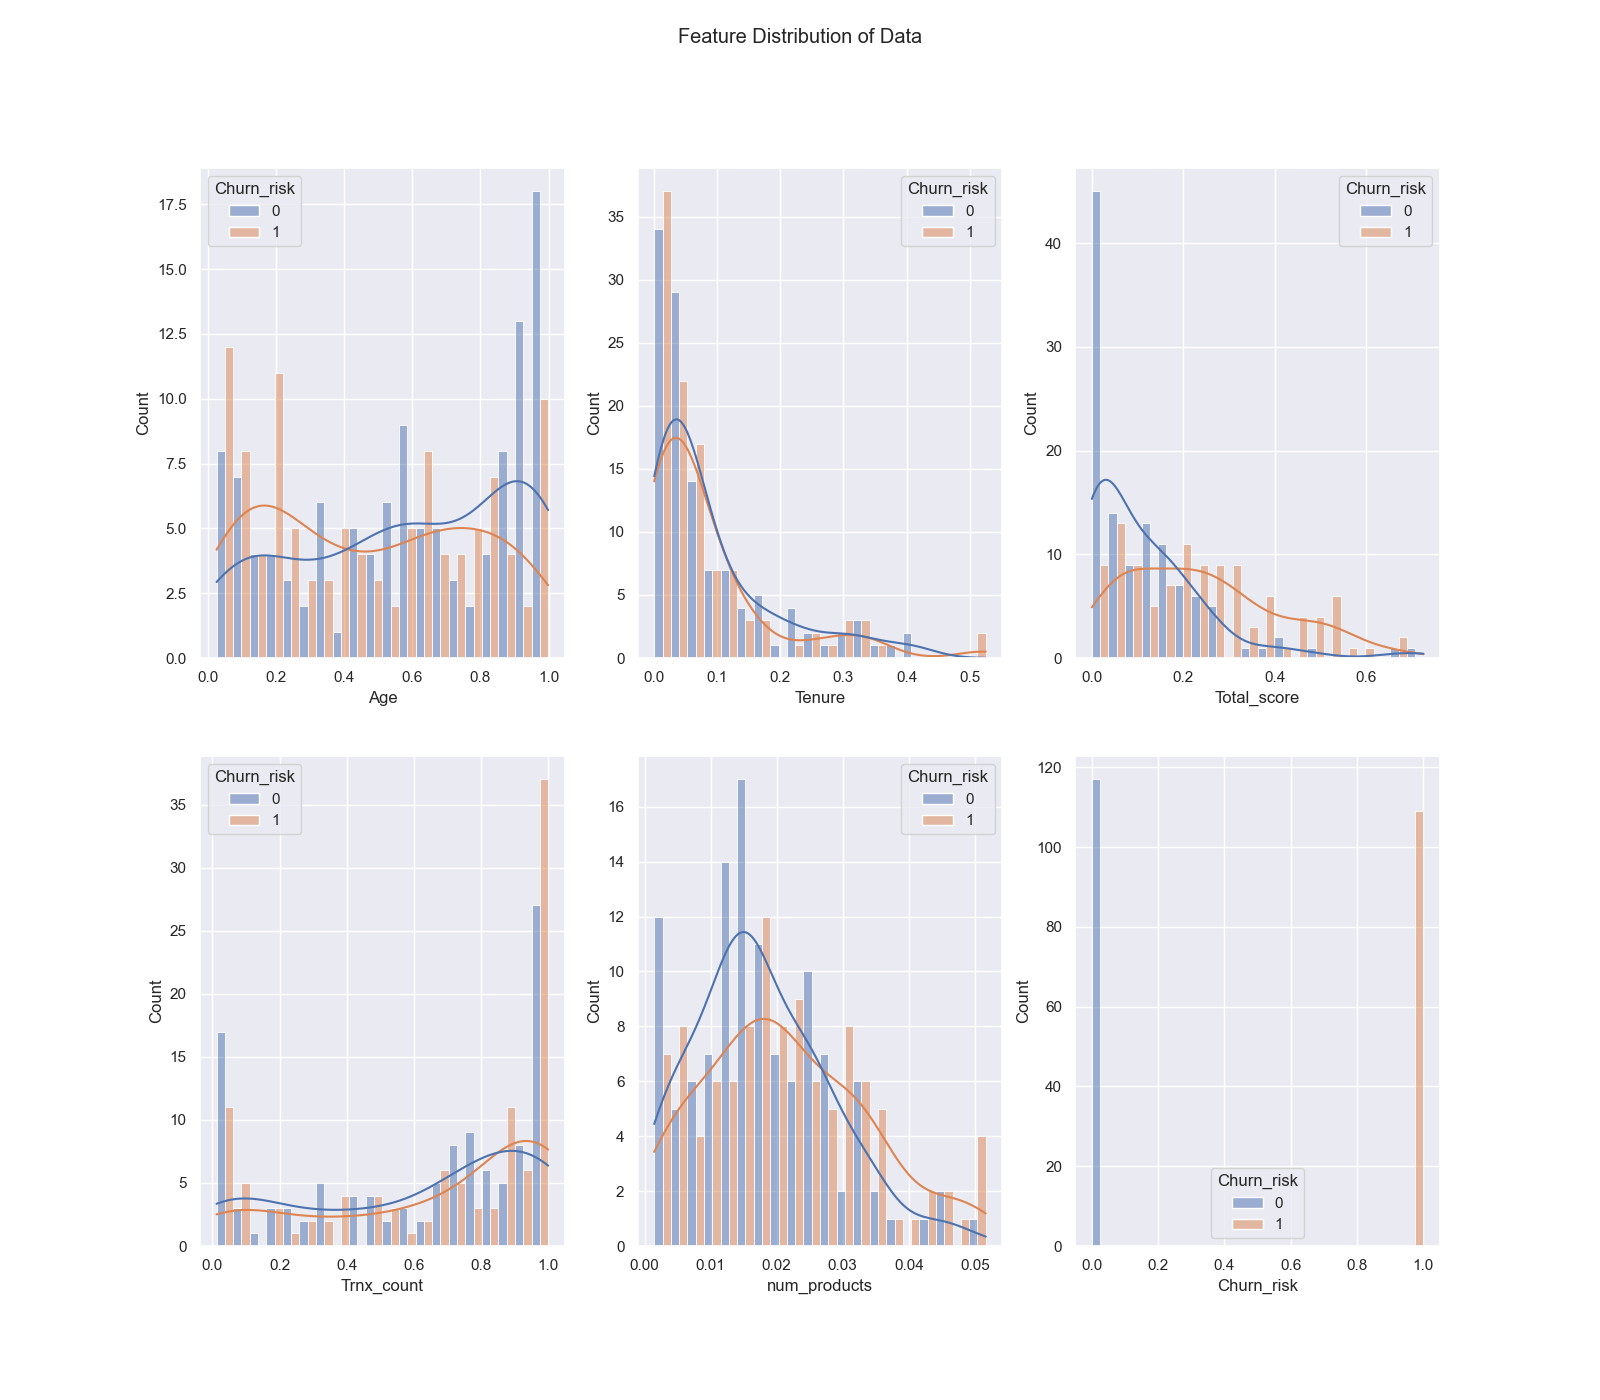 Feature Distribution of Data
Churn_risk
0
1
17.5
15.0
12.5
10.0
7.5
5.0
2.5
0.0
Count
0.0 0.2 0.4 0.6 0.8 1.0
Age
Churn_risk
0
1
35
30
25
20
15
10
5
0
Count
0.0 0.1 0.2 0.3 0.4 0.5
Tenure
Churn_risk
0
1
40
30
20
10
0
Count
0.0 0.2 0.4 0.6
Total_score
Churn_risk
0
1
35
30
25
20
15
10
5
0
Count
0.0 0.2 0.4 0.6 0.8 1.0
Trnx_count
Churn_risk
0
1
16
14
12
10
8
6
4
2
0
Count
0.00 0.01 0.02 0.03 0.04 0.05
num_products
120
100
80
60
40
20
0
Count
Churn_risk
0
1
0.0 0.2 0.4 0.6 0.8 1.0
Churn_risk